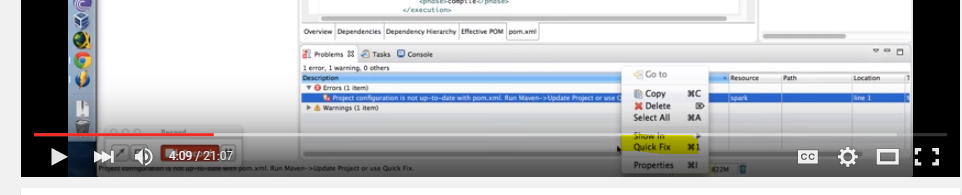 <phase>compile</phase>
</execution>
Overview Dependencies Dependency Hierarchy Effective POM pom.xml
Problems Tasks Console
1 error, 1 warning, 0 others
Description Resource Path Location T
Errors (1 item)
Project configuration is not up-to-date with pom.xml. Run Maven->Update Project or use Q spark line 1
Warnings (1 item)
Go to
Copy ⌘C
Delete ⌦
Select All ⌘A
Show in
Quick Fix ⌘1
Properties ⌘I
Record
4:09 / 21:07
CC
Project configuration is not up-to-date with pom.xml. Run Maven->Update Project or use Quick Fix.
822M